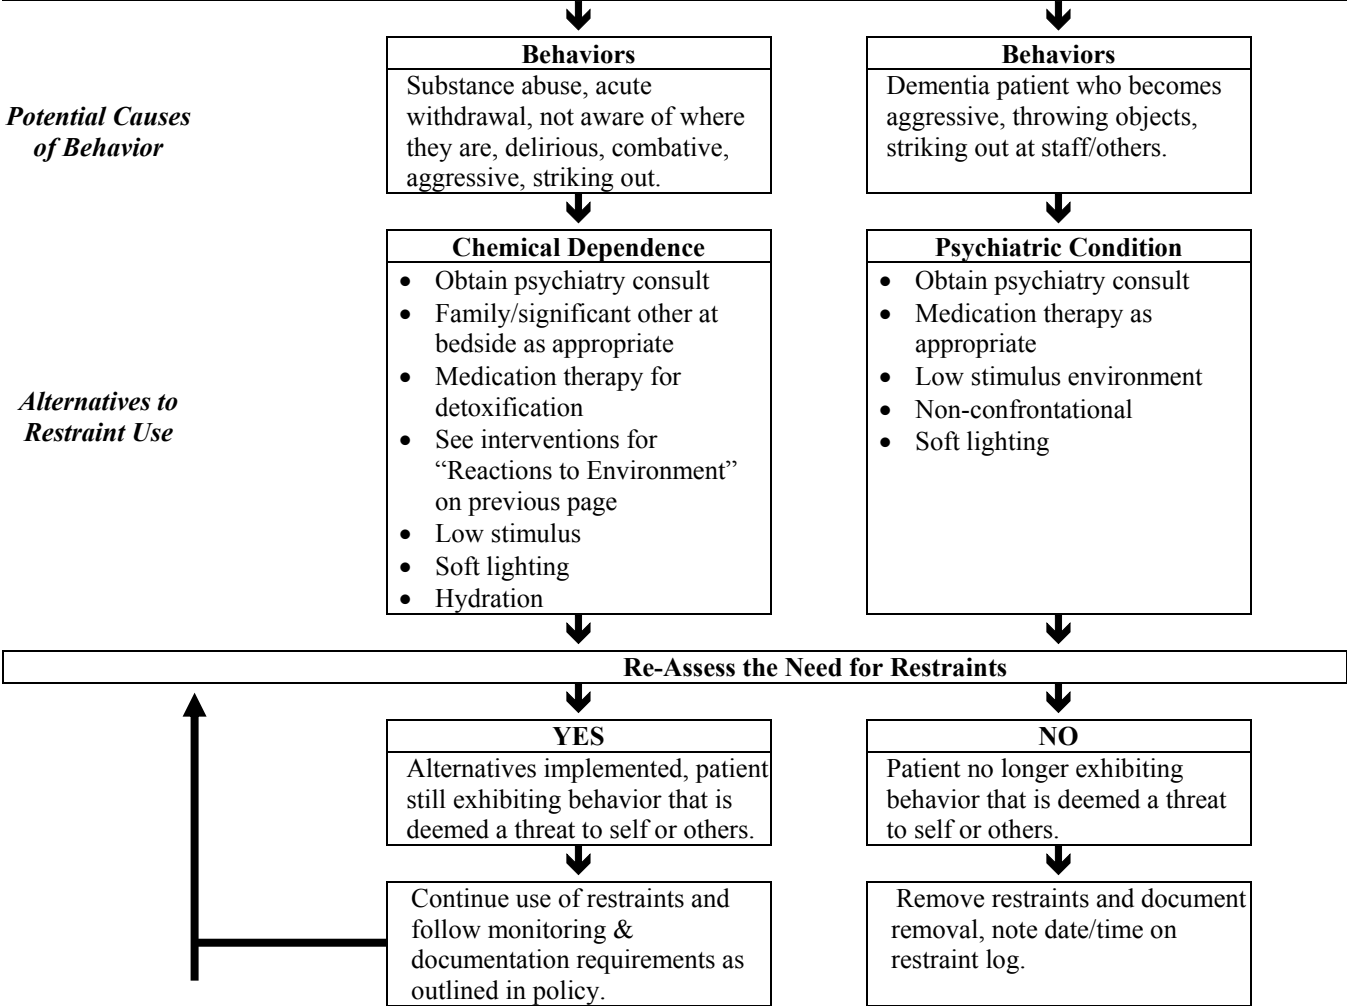 Potential Causes
of Behavior
Behaviors
Substance abuse, acute
withdrawal, not aware of where
they are, delirious, combative,
aggressive, striking out.
Behaviors
Dementia patient who becomes
aggressive, throwing objects,
striking out at staff/others.
Alternatives to
Restraint Use
Chemical Dependence
• Obtain psychiatry consult
• Family/significant other at
bedside as appropriate
• Medication therapy for
detoxification
• See interventions for
“Reactions to Environment”
on previous page
• Low stimulus
• Soft lighting
• Hydration
Psychiatric Condition
• Obtain psychiatry consult
• Medication therapy as
appropriate
• Low stimulus environment
• Non-confrontational
• Soft lighting
Re-Assess the Need for Restraints
YES
Alternatives implemented, patient
still exhibiting behavior that is
deemed a threat to self or others.
NO
Patient no longer exhibiting
behavior that is deemed a threat
to self or others.
Continue use of restraints and
follow monitoring &
documentation requirements as
outlined in policy.
Remove restraints and document
removal, note date/time on
restraint log.